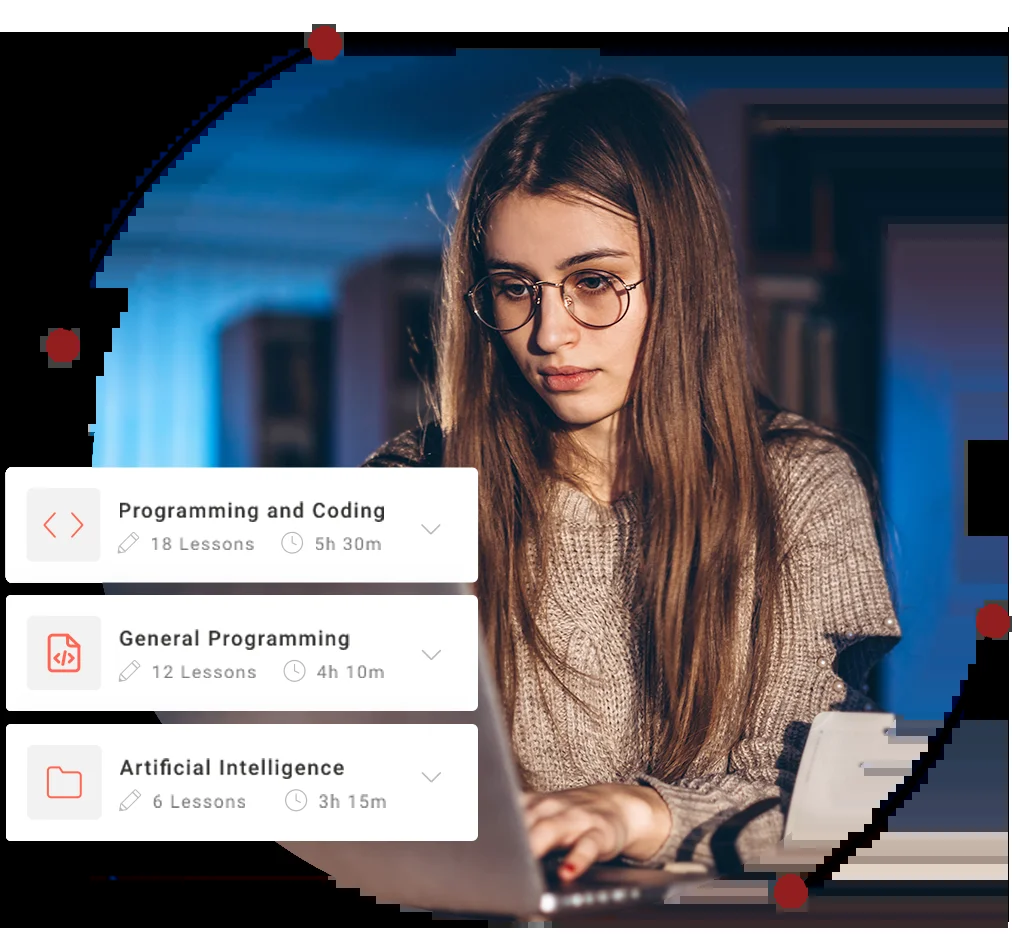 Programming and Coding
18 Lessons 5h 30m
General Programming
12 Lessons 4h 10m
Artificial Intelligence
6 Lessons 3h 15m